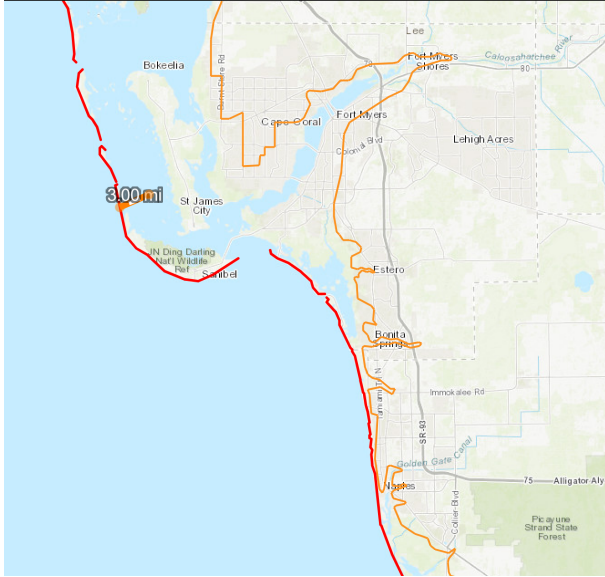 Lee
Fort Myers
Shores
Caloosahatchee
River
78
80
Bokeelia
Burnt Store Rd
Cape Coral
Fort Myers
Colonial Blvd
Lehigh Acres
3.00 mi
St James
City
JN Ding Darling
Nat'l Wildlife
Ref
Sanibel
Estero
Bonita
Springs
Tamiami Trl N
Immokalee Rd
SR-93
Golden Gate Canal
Naples
75
Alligator Aly
Collier Blvd
Picayune
Strand State
Forest